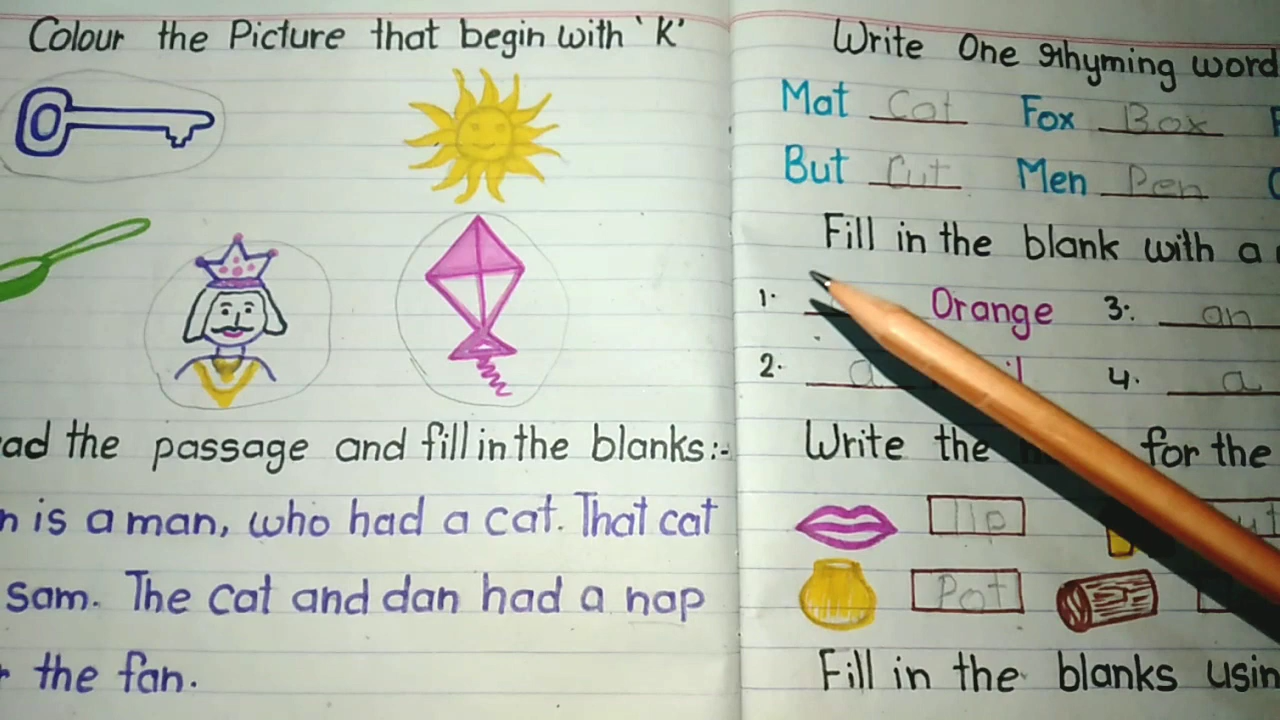 Colour the Picture that begin with 'K'
ad the passage and fill in the blanks:-
n is a man, who had a cat. That cat
sam. The cat and dan had a nap
the fan.
Write One rhyming word
Mat Cat Fox Box
But Cut Men Pen
Fill in the blank with a
1. Orange 3. an
2. a 4. a
Write the for the
lip
Pot
Fill in the blanks usin